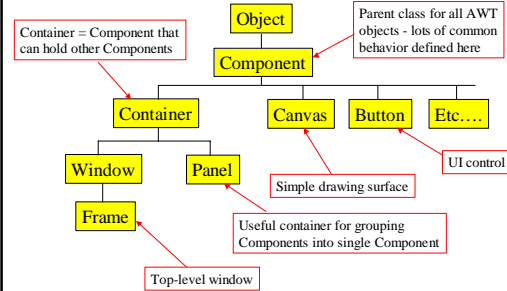 Object
Container = Component that
can hold other Components
Parent class for all AWT
objects - lots of common
behavior defined here
Component
Container
Canvas
Button
Etc….
UI control
Window
Panel
Simple drawing surface
Frame
Useful container for grouping
Components into single Component
Top-level window